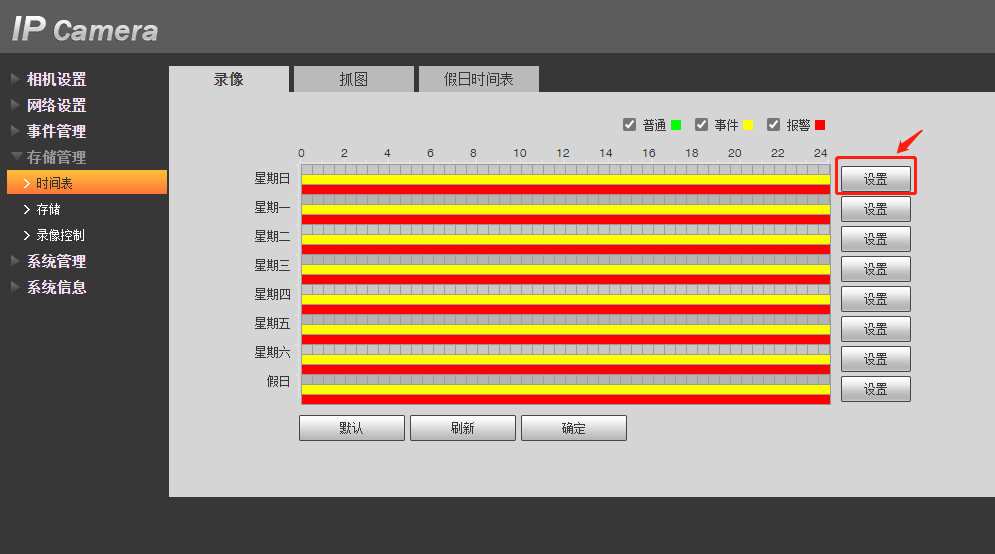 IP Camera
相机设置
网络设置
事件管理
存储管理
时间表
存储
录像控制
系统管理
系统信息
录像 抓图 假日时间表
普通 事件 报警
0 2 4 6 8 10 12 14 16 18 20 22 24
星期日 设置
星期一 设置
星期二 设置
星期三 设置
星期四 设置
星期五 设置
星期六 设置
假日 设置
默认 刷新 确定